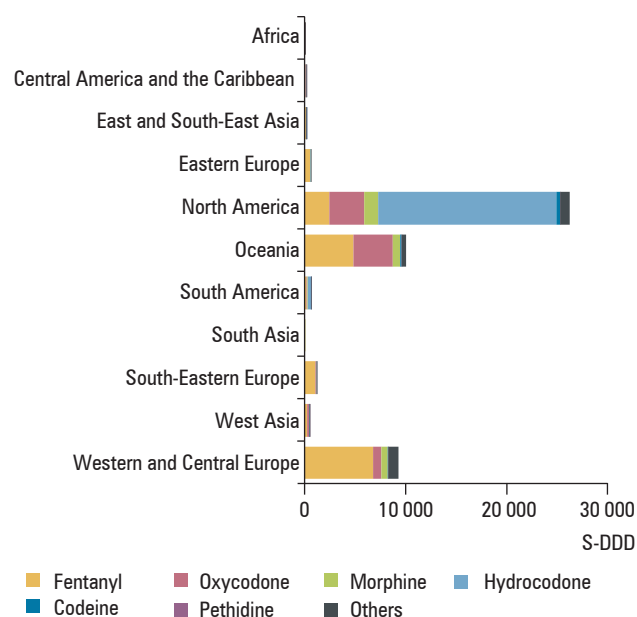 Africa
Central America and the Caribbean
East and South-East Asia
Eastern Europe
North America
Oceania
South America
South Asia
South-Eastern Europe
West Asia
Western and Central Europe
0 10 000 20 000 30 000
S-DDD
Fentanyl Oxycodone Morphine Hydrocodone
Codeine Pethidine Others